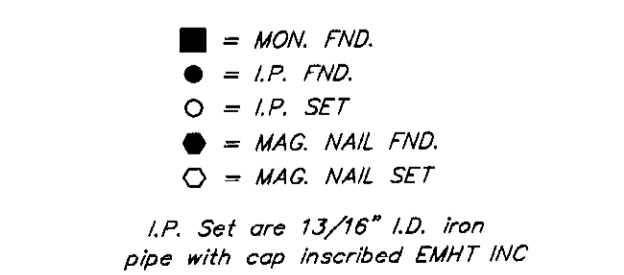 = MON. FND.
= I.P. FND.
= I.P. SET
= MAG. NAIL FND.
= MAG. NAIL SET
I.P. Set are 13/16" I.D. iron
pipe with cap inscribed EMHT INC